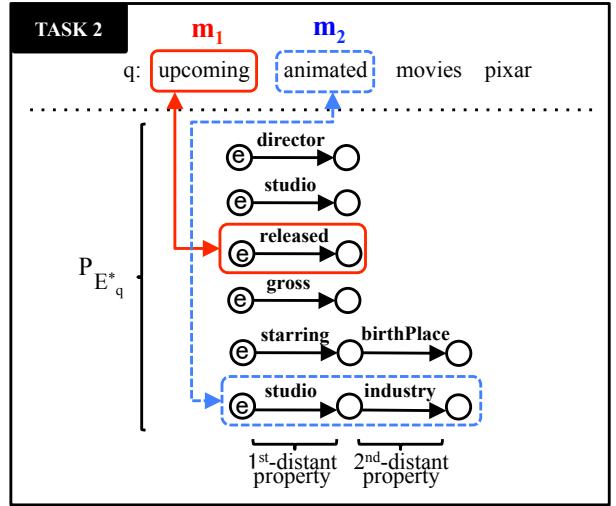 TASK 2
m1 m2
q: upcoming animated movies pixar
director
e
studio
e
released
e
PE*q
gross
e
starring birthPlace
e
studio industry
e
1st-distant property 2nd-distant property